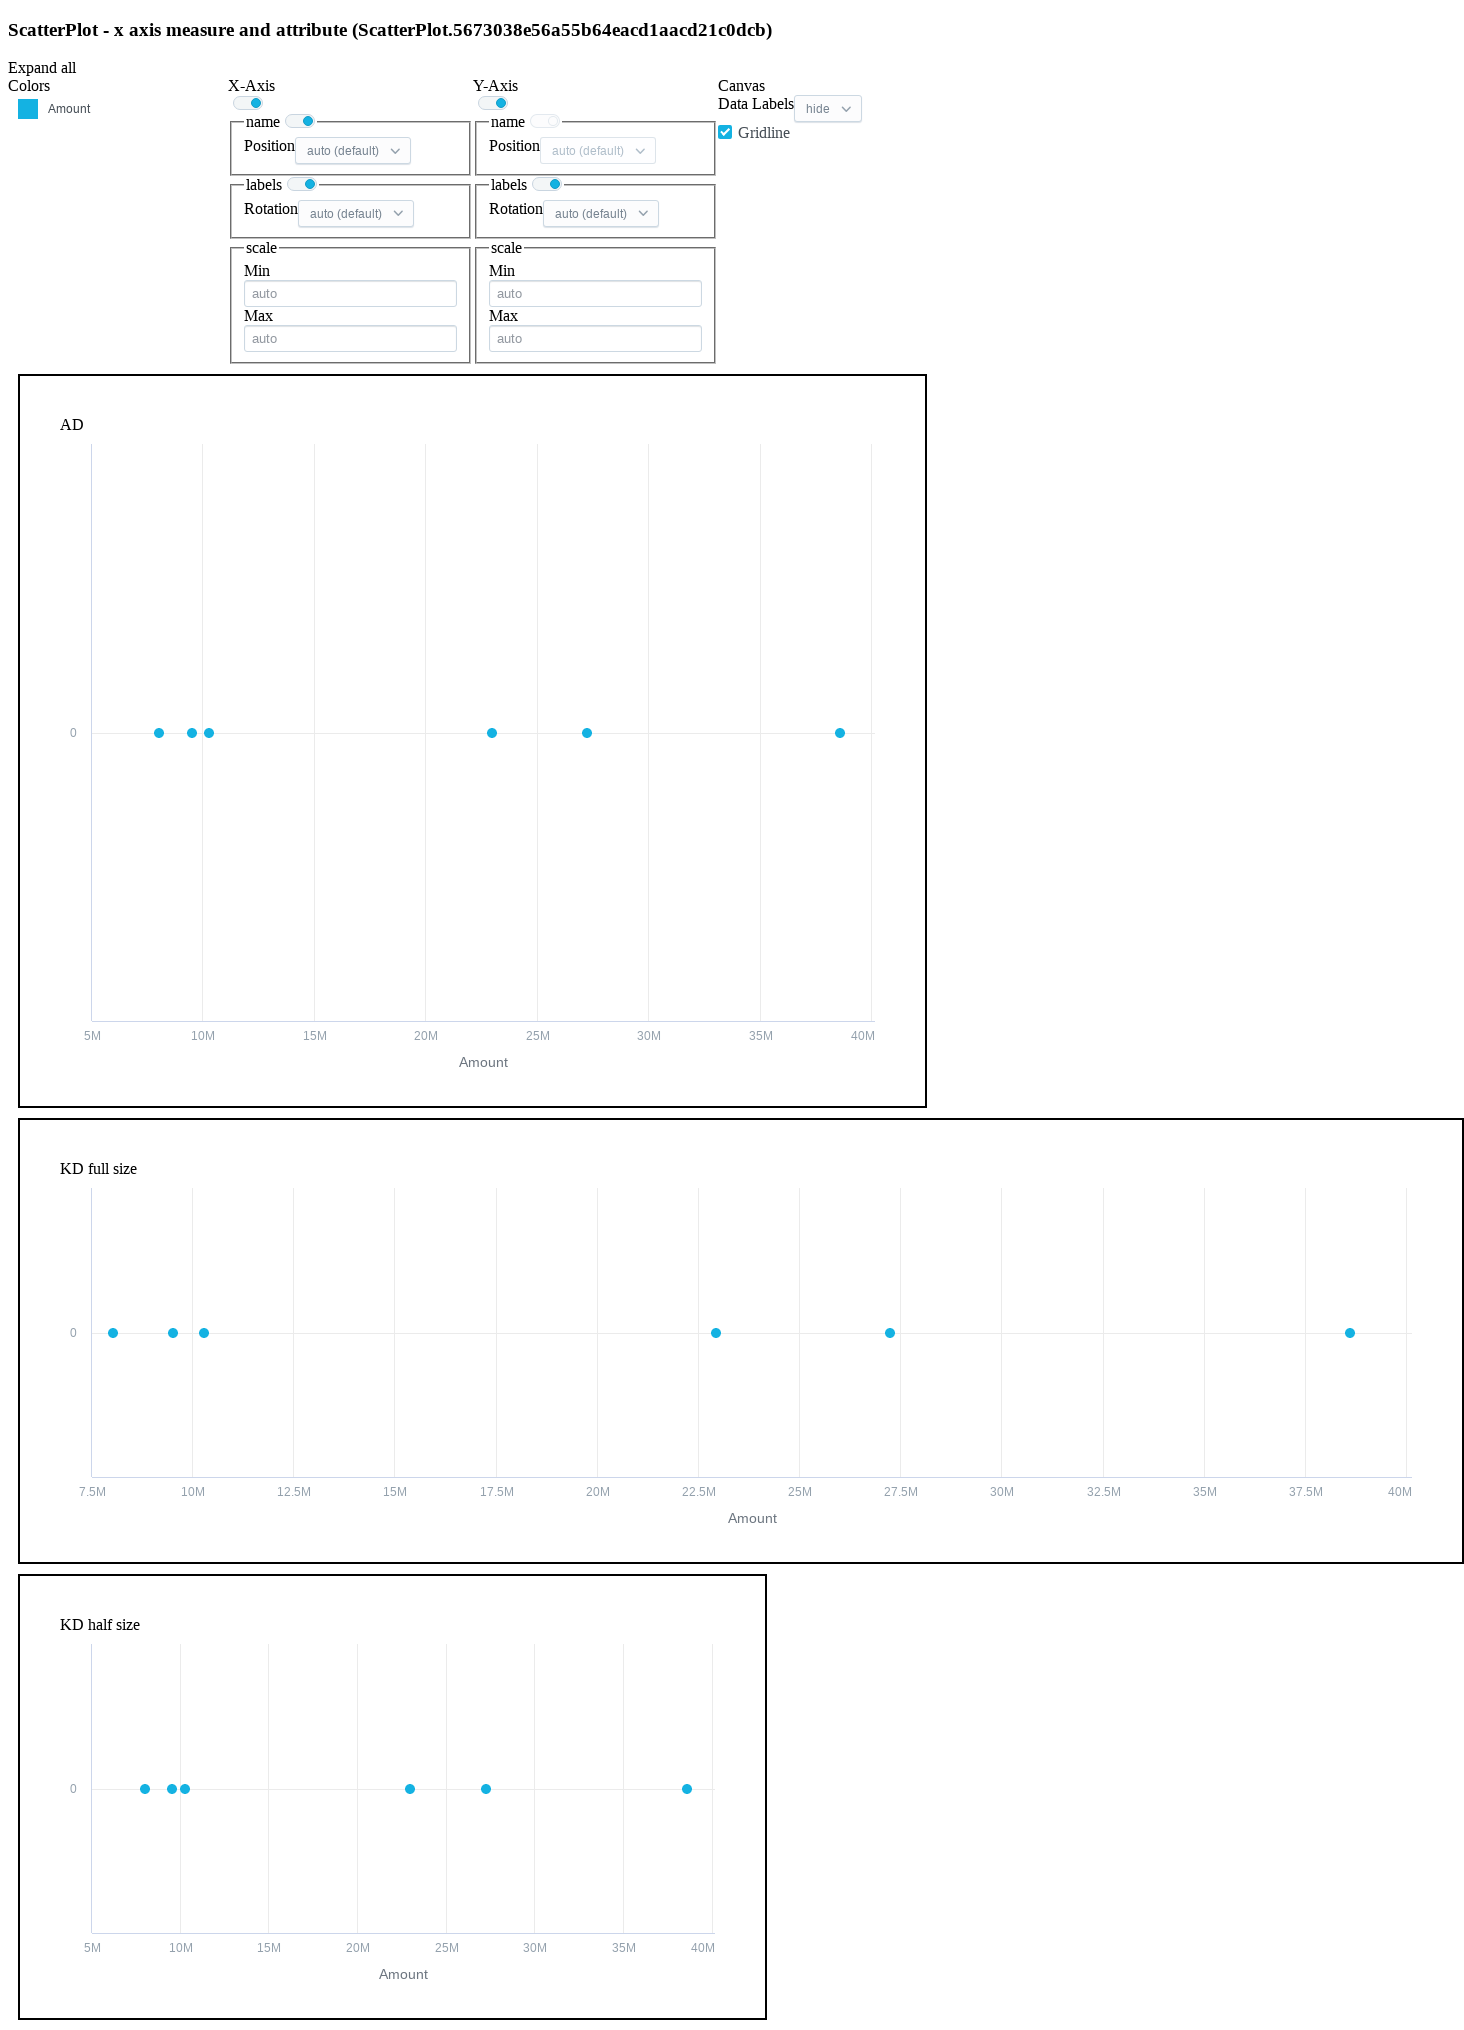 ScatterPlot - x axis measure and attribute (ScatterPlot.5673038e56a55b64eacd1aacd21c0dcb)
Expand all
Colors
Amount
X-Axis
name
Position auto (default)
labels
Rotation auto (default)
scale
Min
auto
Max
auto
Y-Axis
name
Position auto (default)
labels
Rotation auto (default)
scale
Min
auto
Max
auto
Canvas
Data Labels hide
Gridline
AD
0
5M 10M 15M 20M 25M 30M 35M 40M
Amount
KD full size
0
7.5M 10M 12.5M 15M 17.5M 20M 22.5M 25M 27.5M 30M 32.5M 35M 37.5M 40M
Amount
KD half size
0
5M 10M 15M 20M 25M 30M 35M 40M
Amount